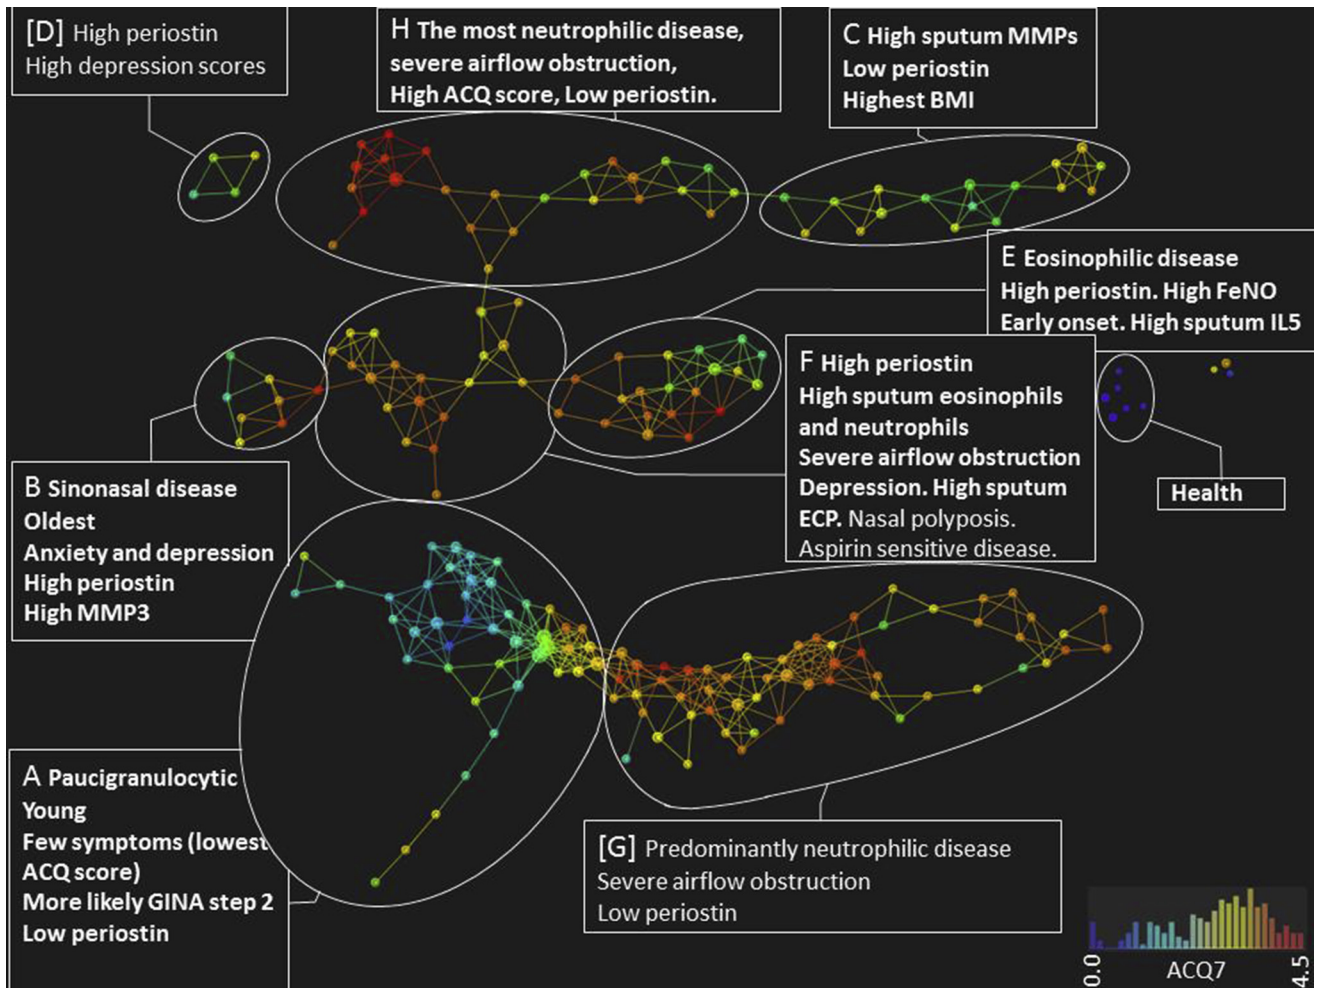 [D] High periostin
High depression scores
H The most neutrophilic disease,
severe airflow obstruction,
High ACQ score, Low periostin.
C High sputum MMPs
Low periostin
Highest BMI
E Eosinophilic disease
High periostin. High FeNO
Early onset. High sputum IL5
F High periostin
High sputum eosinophils
and neutrophils
Severe airflow obstruction
Depression. High sputum
ECP. Nasal polyposis.
Aspirin sensitive disease.
Health
B Sinonasal disease
Oldest
Anxiety and depression
High periostin
High MMP3
A Paucigranulocytic
Young
Few symptoms (lowest
ACQ score)
More likely GINA step 2
Low periostin
[G] Predominantly neutrophilic disease
Severe airflow obstruction
Low periostin
0.0
ACQ7
4.5